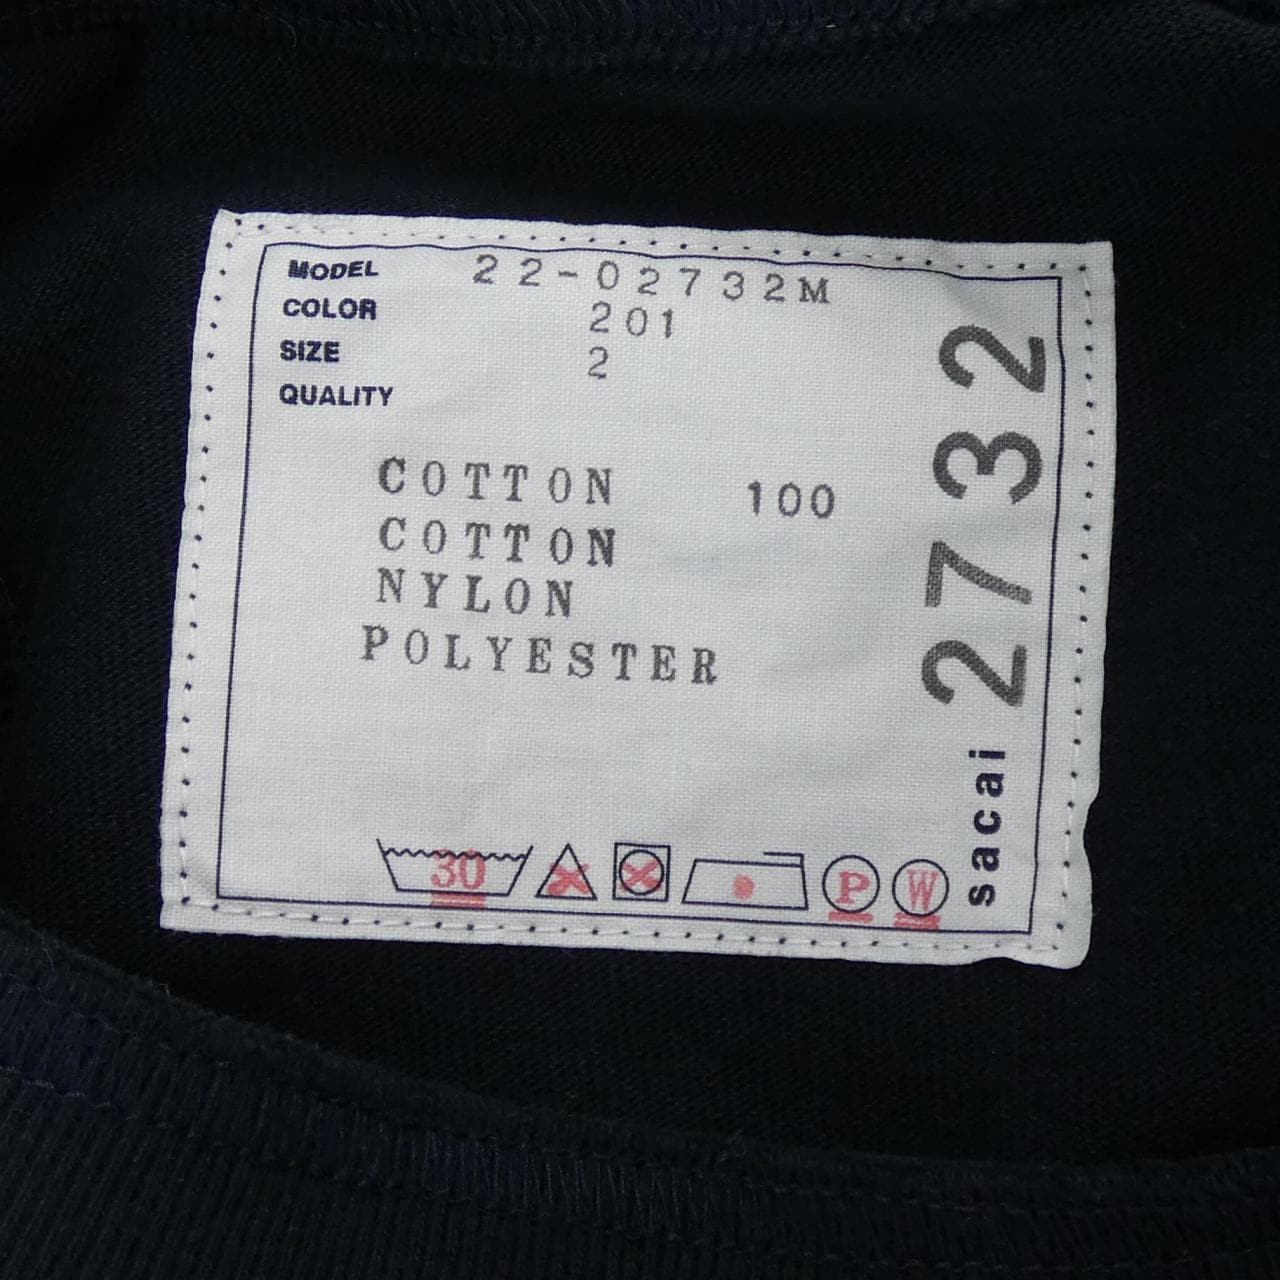 MODEL 22-02732M
COLOR 201
SIZE 2
QUALITY
COTTON 100
COTTON
NYLON
POLYESTER
30 P W
sacai 2732